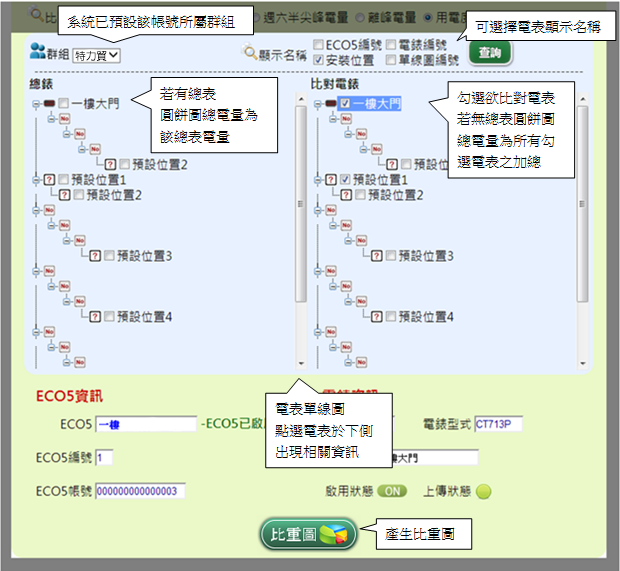 系統已預設該帳號所屬群組
可選擇電表顯示名稱
比
週六半尖峰電量 離峰電量 用電
群組 特力貿
顯示名稱 ECO5編號 電錶編號
安裝位置 單線圖編號
查詢
總錶
比對電錶
一樓大門
若有總表
圓餅圖總電量為
該總表電量
No
No
No
預設位置2
預設位置1
預設位置2
No
No
No
預設位置3
No
No
No
預設位置4
No
No
No
一樓大門
勾選欲比對電表
若無總表圓餅圖
總電量為所有勾
選電表之加總
No
No
No
預設位
預設位置1
預設位置2
No
No
No
預設位置3
No
No
No
預設位置4
No
No
No
電表單線圖
點選電表於下側
出現相關資訊
ECO5資訊
ECO5 一樓 -ECO5已啟
電錶型式 CT713P
ECO5編號 1
樓大門
ECO5帳號 000000000000003
啟用狀態 ON 上傳狀態
比重圖
產生比重圖